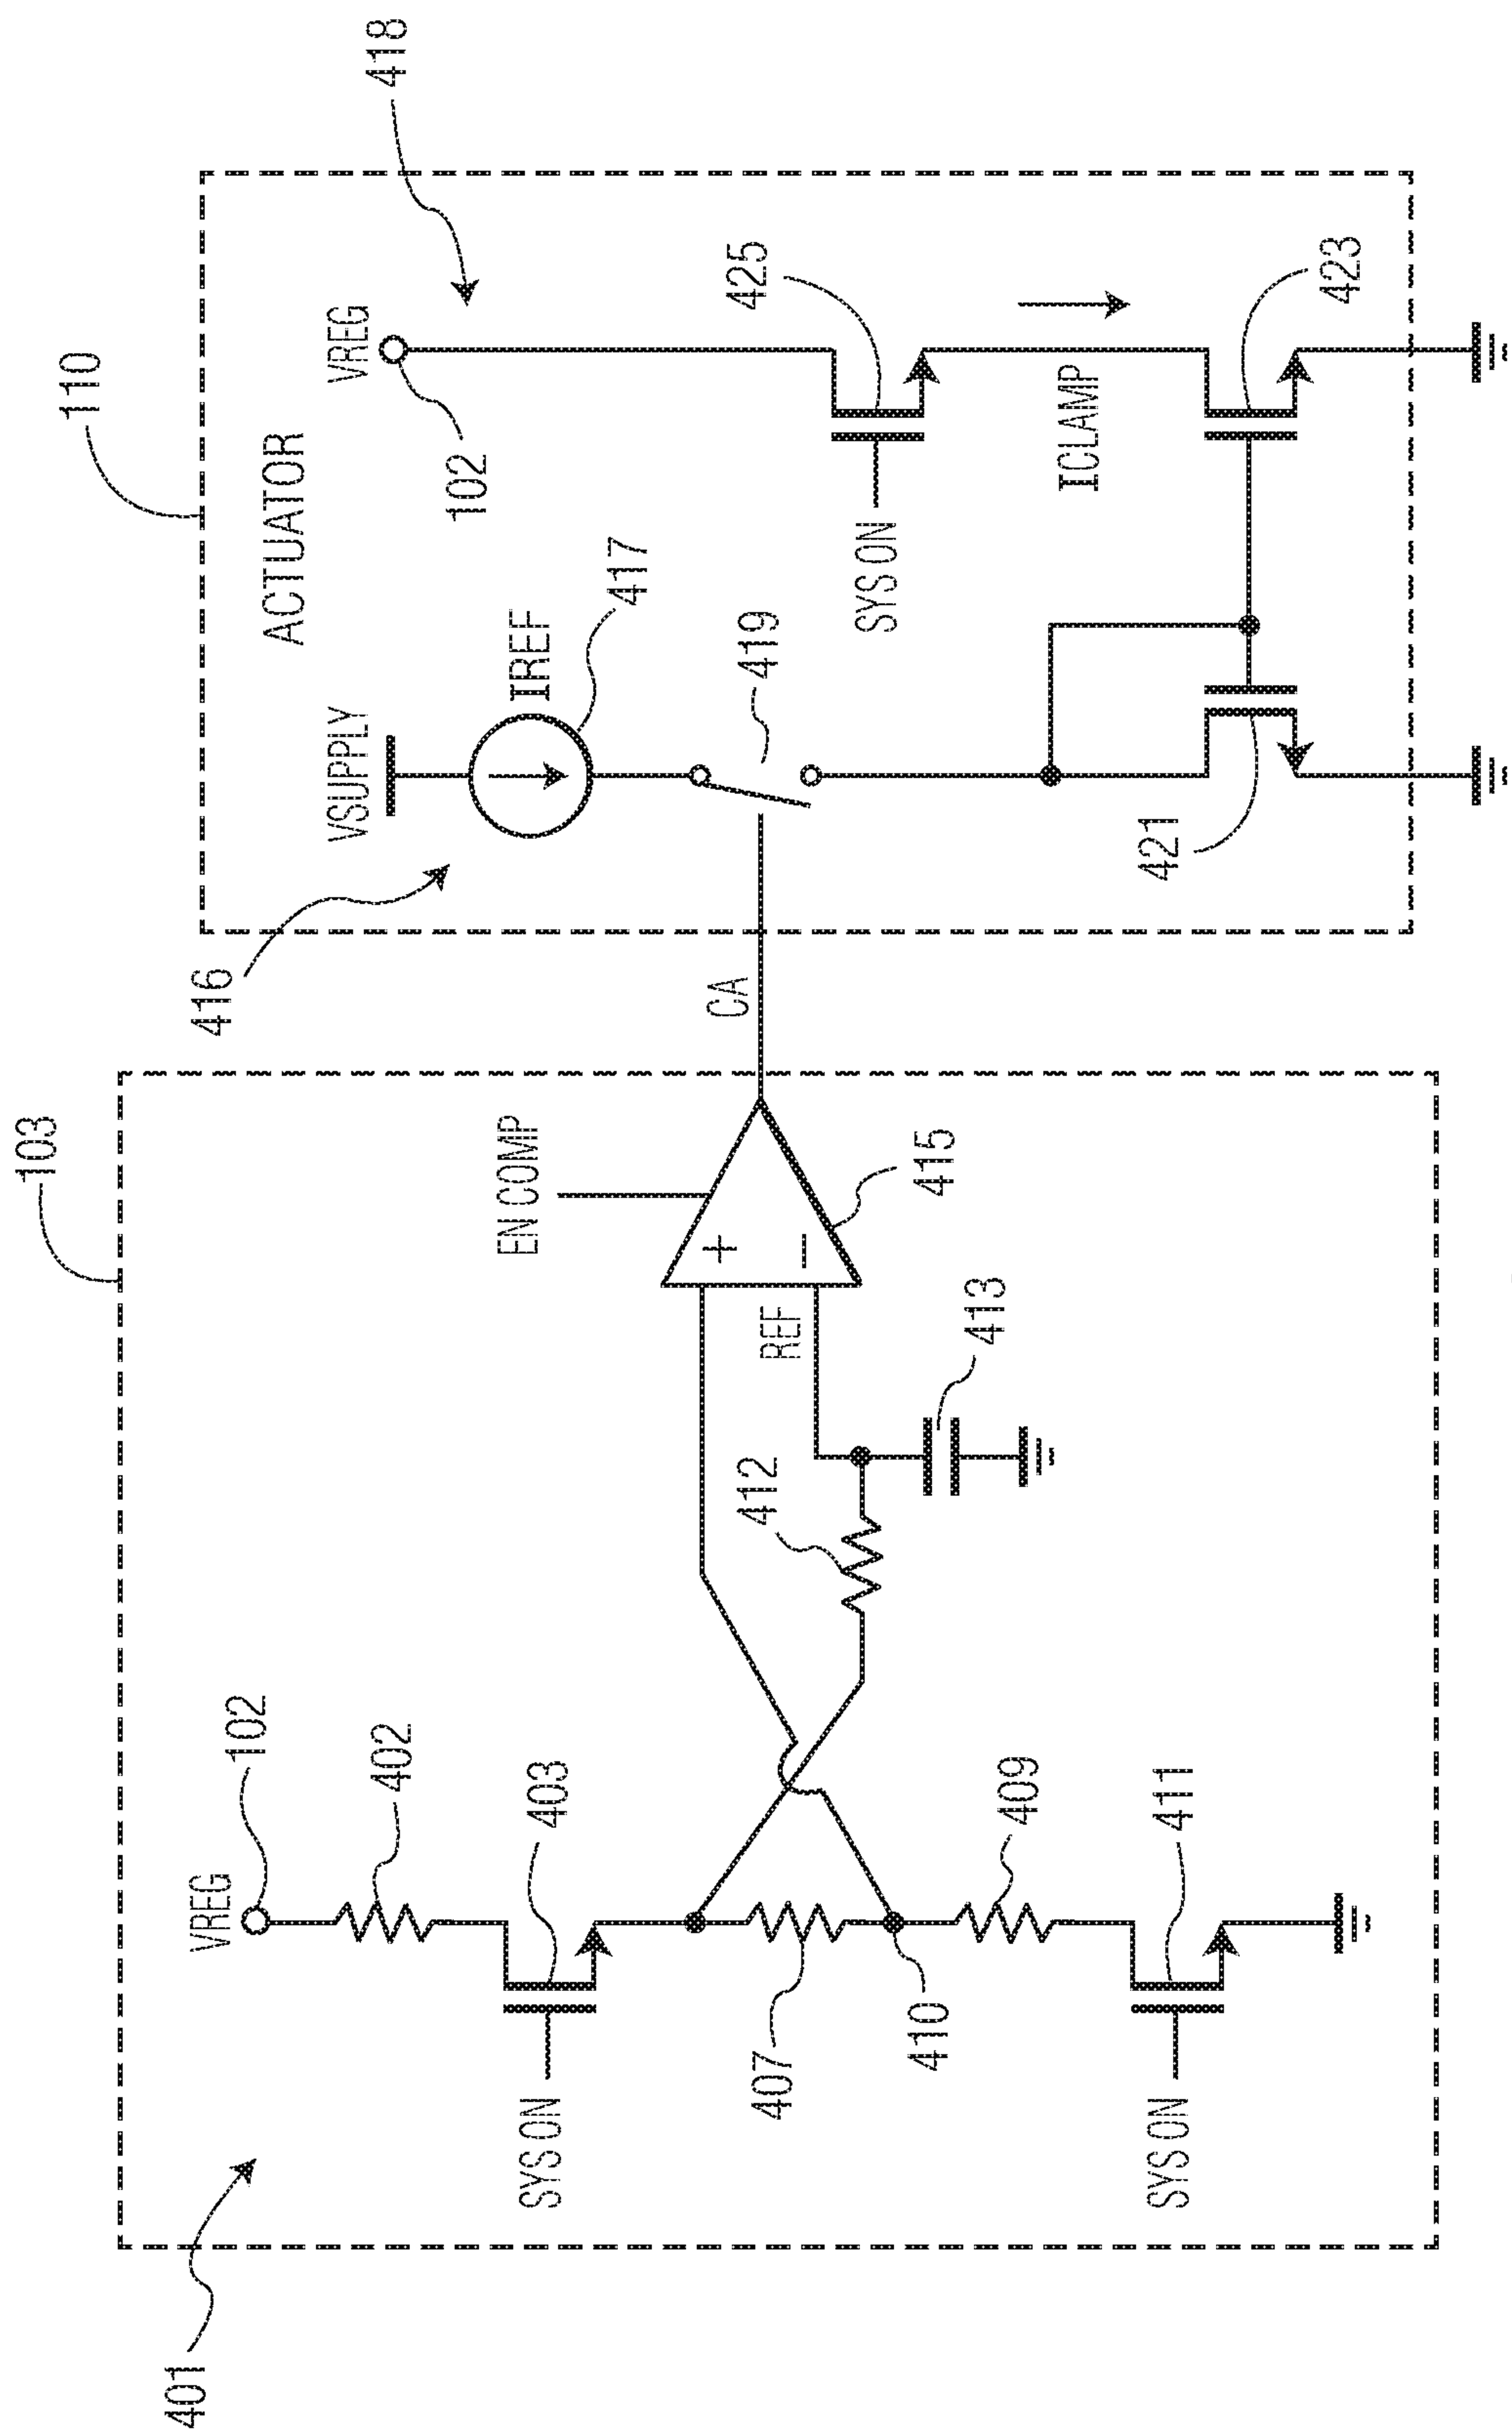 103
110
401
VREG
102
402
403
SYS ON
407
410
409
411
SYS ON
412
413
REF
+
−
415
EN COMP
CA
416
418
ACTUATOR
VSUPPLY
IREF
417
419
421
VREG
102
425
SYS ON
ICLAMP
423